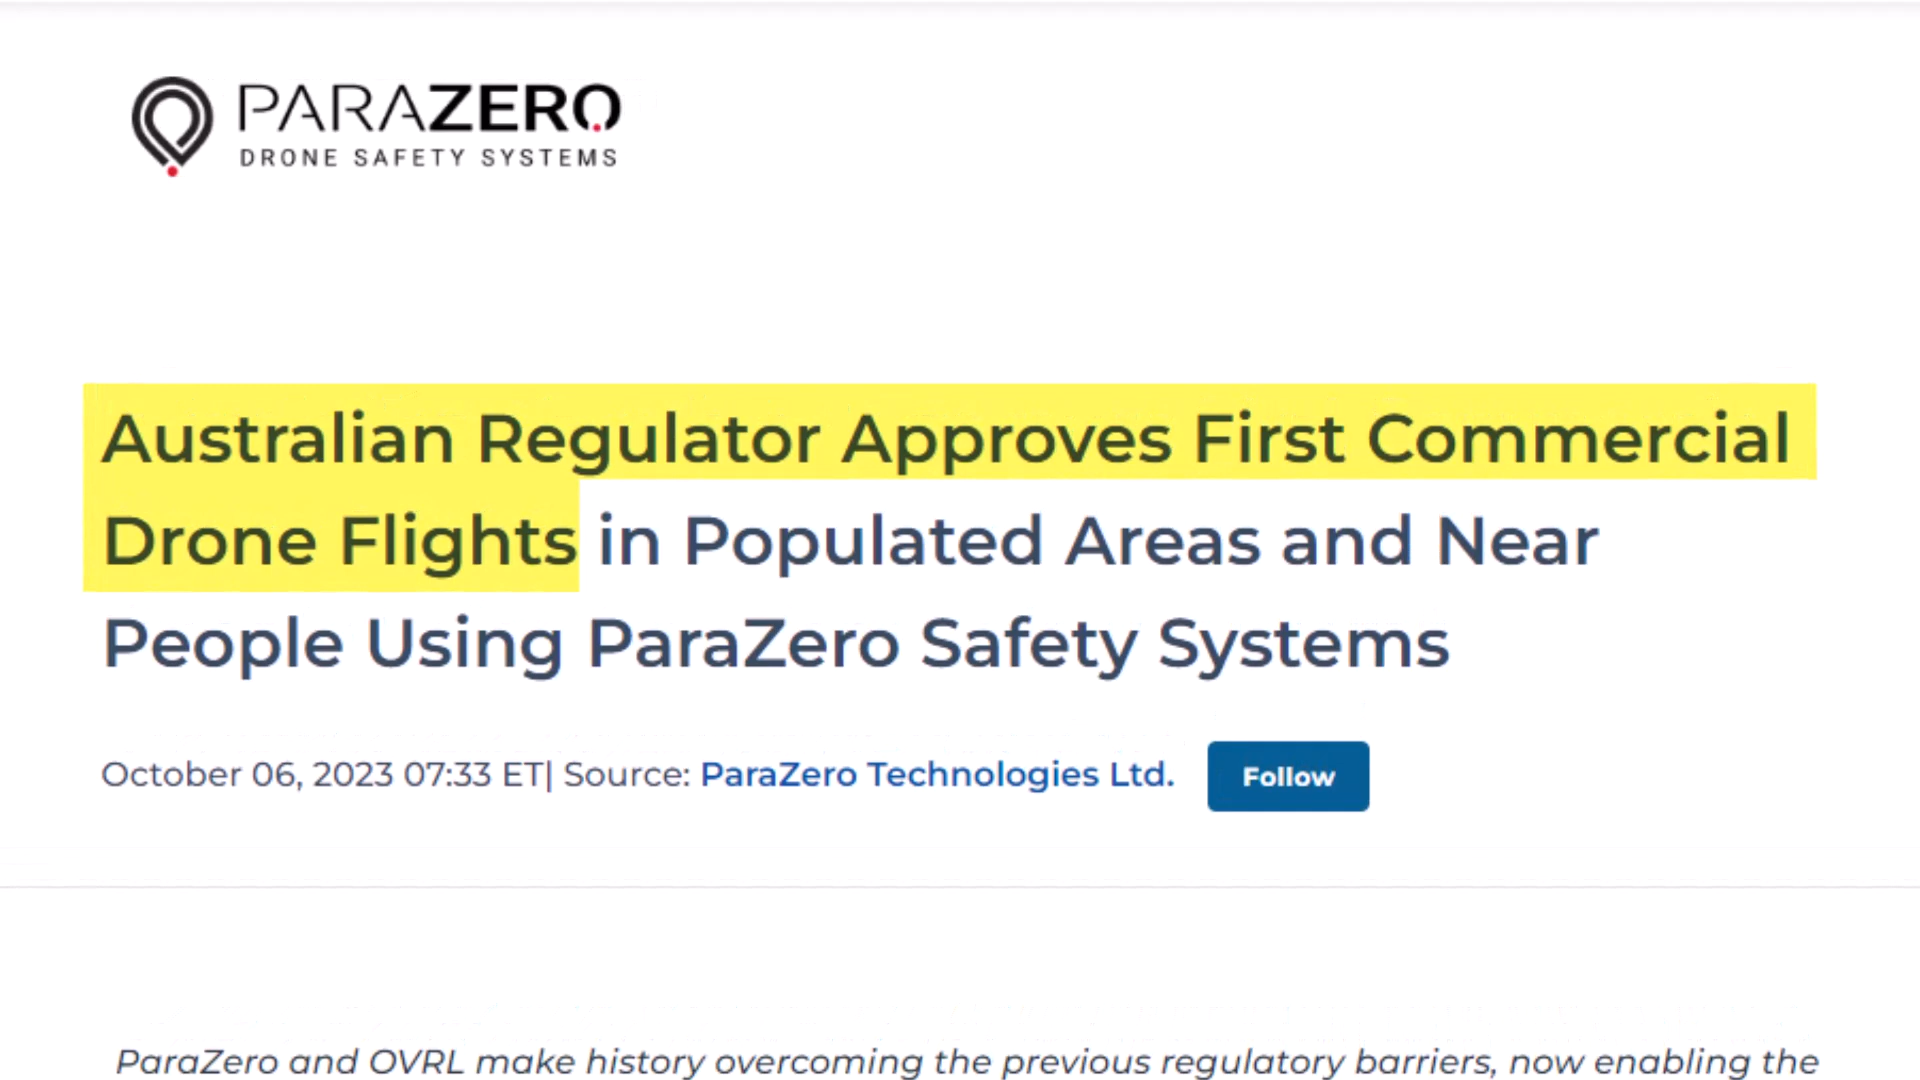 PARAZERO
DRONE SAFETY SYSTEMS
Australian Regulator Approves First Commercial
Drone Flights in Populated Areas and Near
People Using ParaZero Safety Systems
October 06, 2023 07:33 ET| Source: ParaZero Technologies Ltd.
Follow
ParaZero and OVRL make history overcoming the previous regulatory barriers, now enabling the